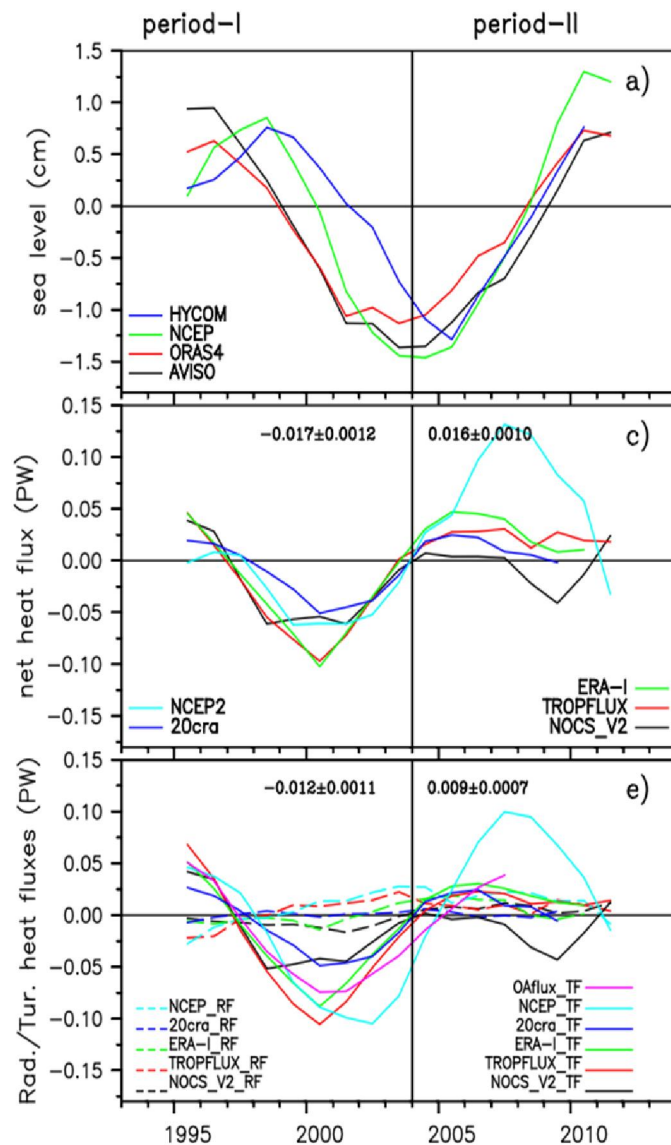 period-I period-II
a)
1.5
1.0
0.5
0.0
-0.5
-1.0
-1.5
sea level (cm)
HYCOM
NCEP
ORAS4
AVISO
0.15
0.10
0.05
0.00
-0.05
-0.10
-0.15
net heat flux (PW)
-0.017±0.0012 0.016±0.0010 c)
NCEP2
20cra
ERA-I
TROPFLUX
NOCS_V2
0.10
0.05
0.00
-0.05
-0.10
-0.15
Rad./Tur. heat fluxes (PW)
-0.012±0.0011 0.009±0.0007 e)
NCEP_RF
20cra_RF
ERA-I_RF
TROPFLUX_RF
NOCS_V2_RF
OAflux_TF
NCEP_TF
20cra_TF
ERA-I_TF
TROPFLUX_TF
NOCS_V2_TF
1995 2000 2005 2010